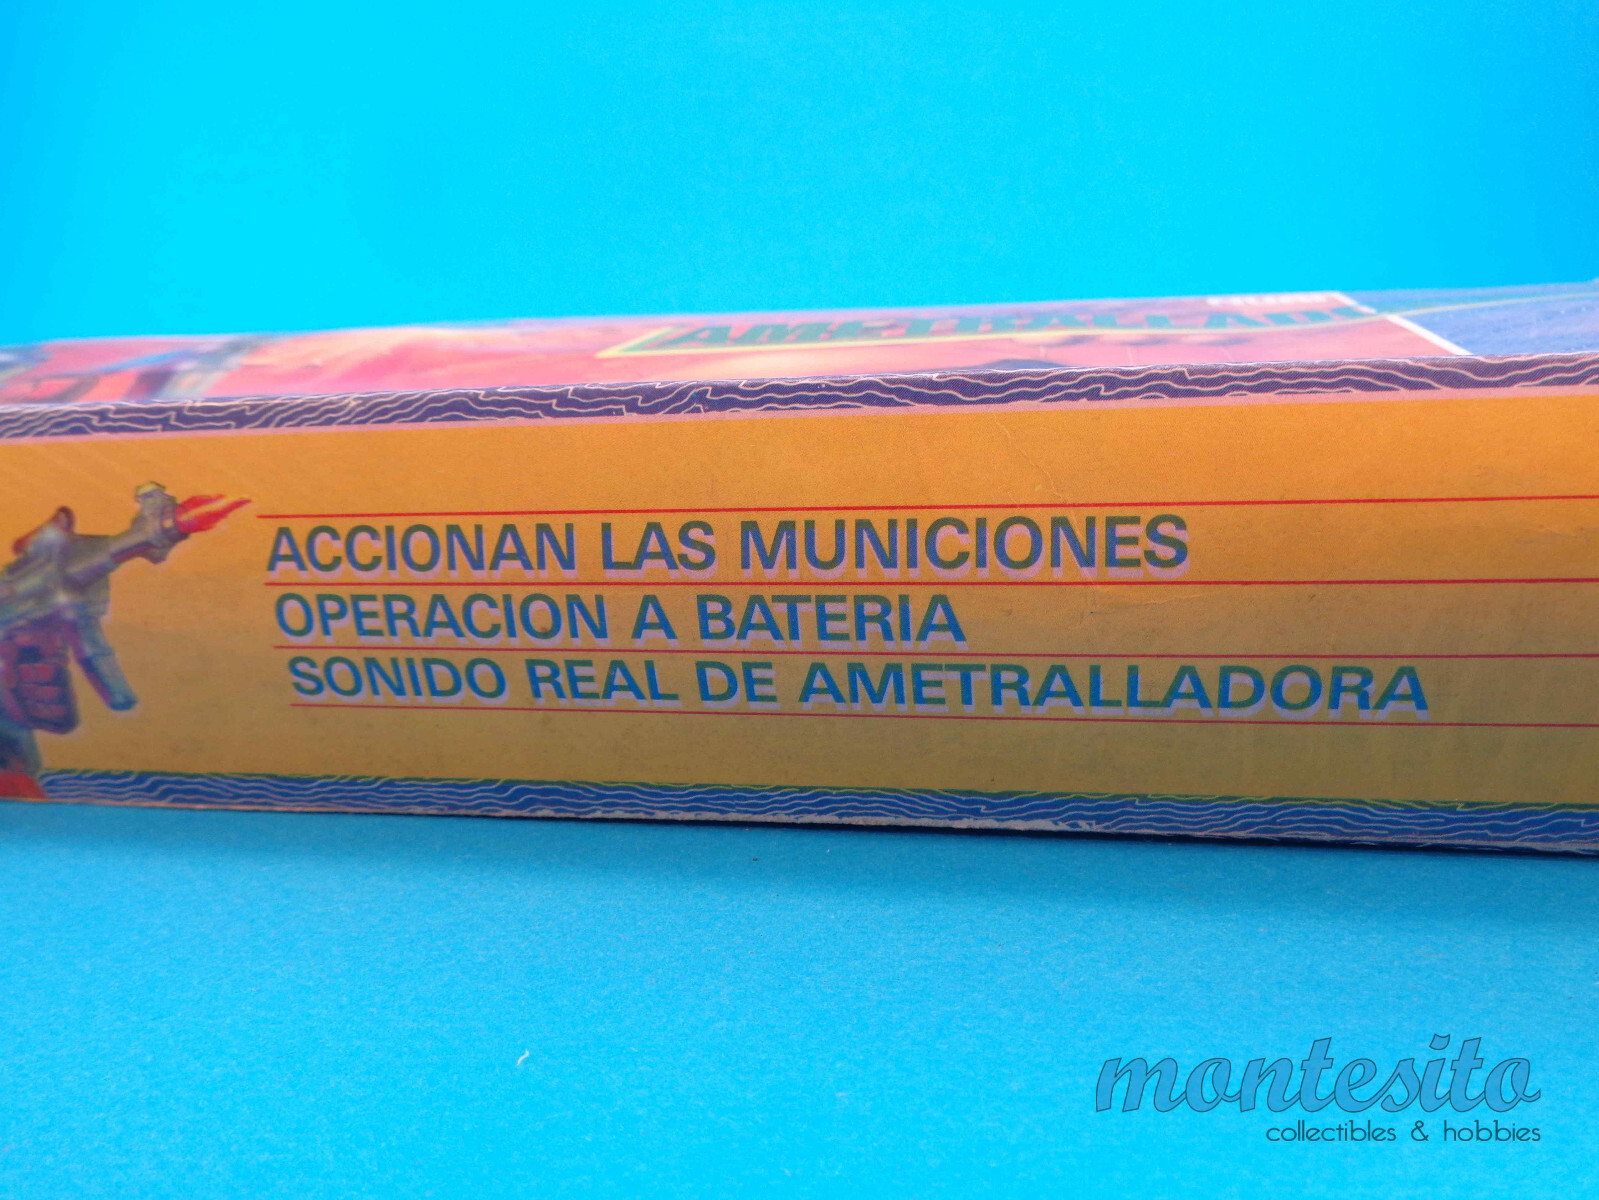 ACCIONAN LAS MUNICIONES
OPERACION A BATERIA
SONIDO REAL DE AMETRALLADORA
montesito
collectibles & hobbies